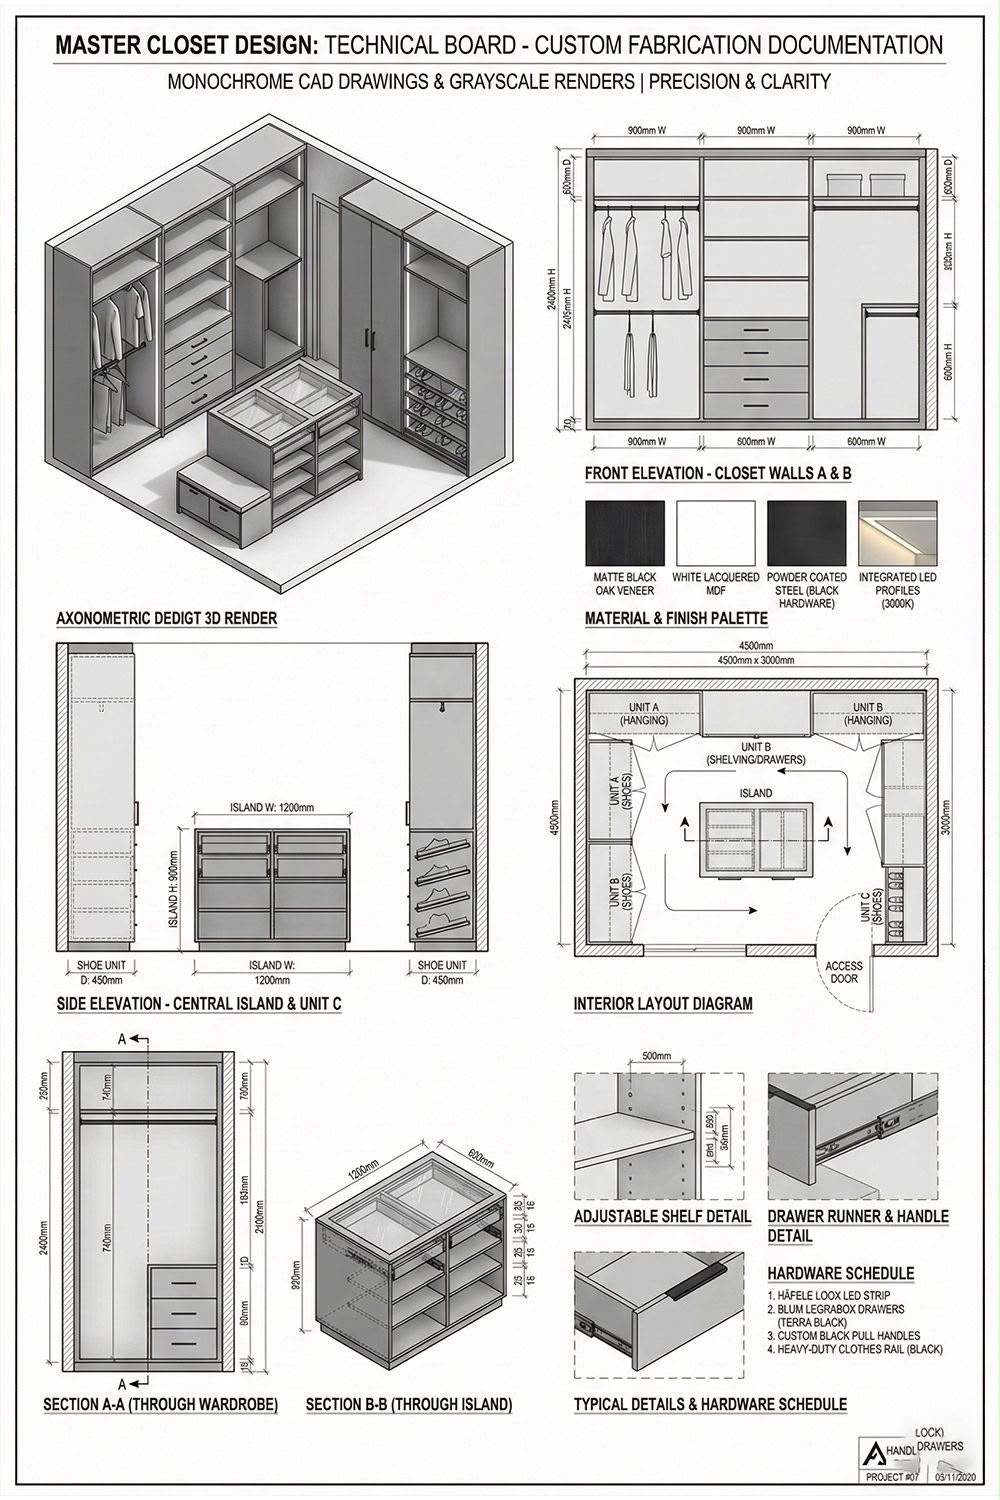 MASTER CLOSET DESIGN: TECHNICAL BOARD - CUSTOM FABRICATION DOCUMENTATION
MONOCHROME CAD DRAWINGS & GRAYSCALE RENDERS | PRECISION & CLARITY
AXONOMETRIC DEDIGT 3D RENDER
900mm W
900mm W
900mm W
600mm D
600mm D
2400mm H
2405mm H
600mm H
900mm W
600mm W
600mm W
FRONT ELEVATION - CLOSET WALLS A & B
MATTE BLACK
OAK VENEER
WHITE LACQUERED
MDF
POWDER COATED
STEEL (BLACK
HARDWARE)
INTEGRATED LED
PROFILES
(3000K)
MATERIAL & FINISH PALETTE
ISLAND W: 1200mm
ISLAND H: 900mm
SHOE UNIT
D: 450mm
ISLAND W:
1200mm
SHOE UNIT
D: 450mm
SIDE ELEVATION - CENTRAL ISLAND & UNIT C
4500mm
4500mm x 3000mm
4900mm
3000mm
UNIT A
(HANGING)
UNIT B
(HANGING)
UNIT B
(SHELVING/DRAWERS)
UNIT A
(SHOES)
ISLAND
UNIT B
(SHOES)
UNIT C
(SHOES)
ACCESS
DOOR
INTERIOR LAYOUT DIAGRAM
A
260mm
740mm
780mm
2400mm
740mm
2100mm
90mm
A
SECTION A-A (THROUGH WARDROBE)
1200mm
600mm
920mm
SECTION B-B (THROUGH ISLAND)
500mm
ADJUSTABLE SHELF DETAIL
DRAWER RUNNER & HANDLE
DETAIL
HARDWARE SCHEDULE
1. HÄFELE LOOX LED STRIP
2. BLUM LEGRABOX DRAWERS
(TERRA BLACK)
3. CUSTOM BLACK PULL HANDLES
4. HEAVY-DUTY CLOTHES RAIL (BLACK)
TYPICAL DETAILS & HARDWARE SCHEDULE
LOCK)
HANDL DRAWERS
PROJECT #07
05/11/2020